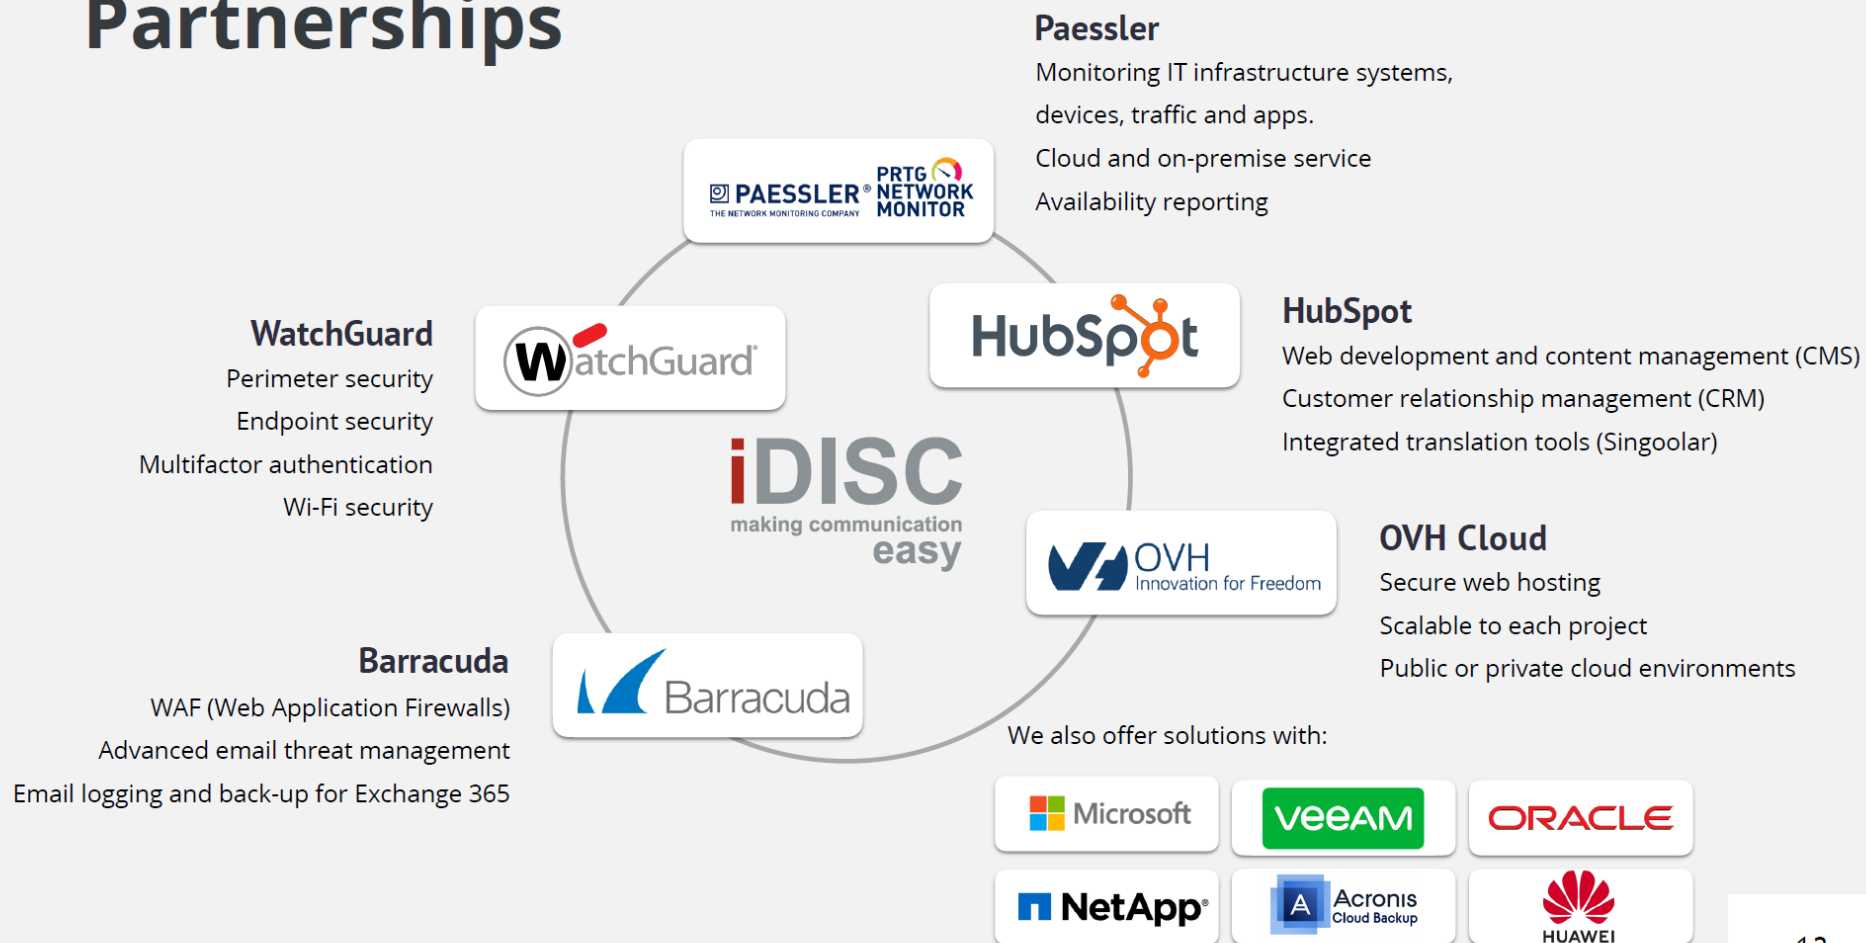 Partnerships
Paessler
Monitoring IT infrastructure systems,
devices, traffic and apps.
Cloud and on-premise service
Availability reporting
PAESSLER®
THE NETWORK MONITORING COMPANY
PRTG
NETWORK
MONITOR
WatchGuard
Perimeter security
Endpoint security
Multifactor authentication
Wi-Fi security
WatchGuard®
HubSpot
HubSpot
Web development and content management (CMS)
Customer relationship management (CRM)
Integrated translation tools (Singoolar)
iDISC
making communication
easy
OVH
Innovation for Freedom
OVH Cloud
Secure web hosting
Scalable to each project
Public or private cloud environments
Barracuda
WAF (Web Application Firewalls)
Advanced email threat management
Email logging and back-up for Exchange 365
Barracuda
We also offer solutions with:
Microsoft
veeAM
ORACLE
NetApp®
A
Acronis
Cloud Backup
HUAWEI